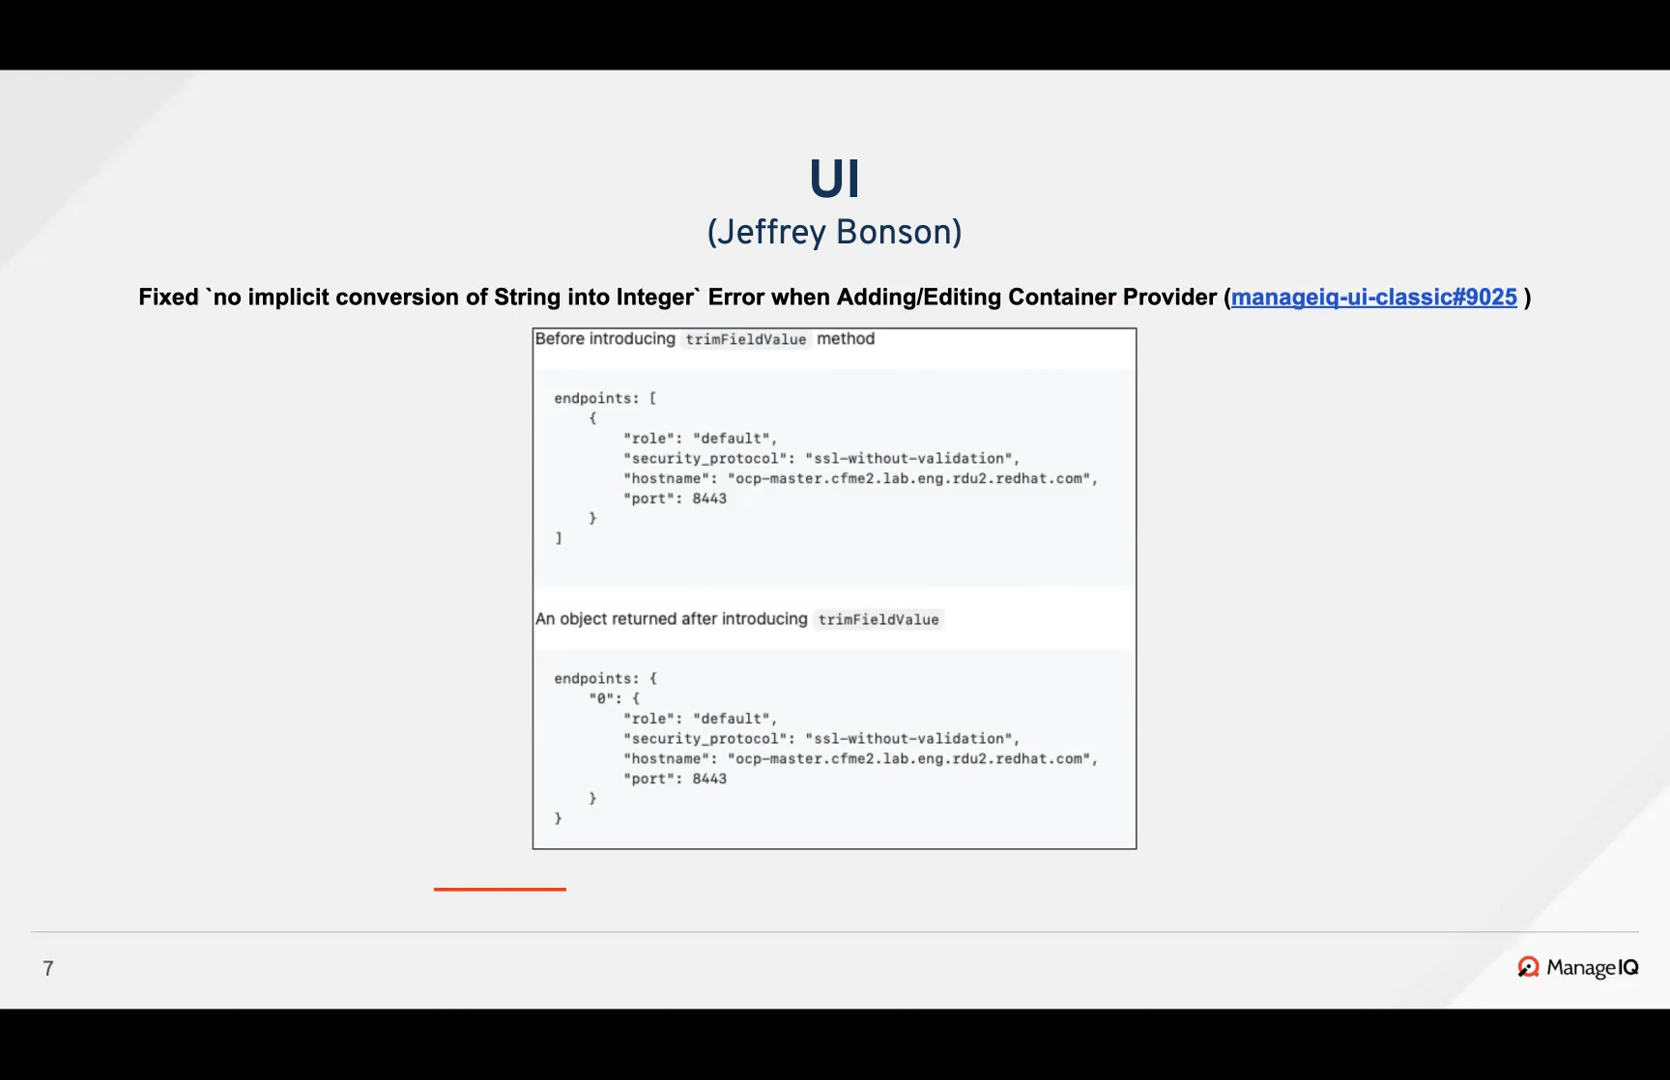 UI
(Jeffrey Bonson)
Fixed `no implicit conversion of String into Integer` Error when Adding/Editing Container Provider (manageiq-ui-classic#9025 )
Before introducing trimFieldValue method
endpoints: [
{
"role": "default",
"security_protocol": "ssl-without-validation",
"hostname": "ocp-master.cfme2.lab.eng.rdu2.redhat.com",
"port": 8443
}
]
An object returned after introducing trimFieldValue
endpoints: {
"0": {
"role": "default",
"security_protocol": "ssl-without-validation",
"hostname": "ocp-master.cfme2.lab.eng.rdu2.redhat.com",
"port": 8443
}
}
7
ManageIQ